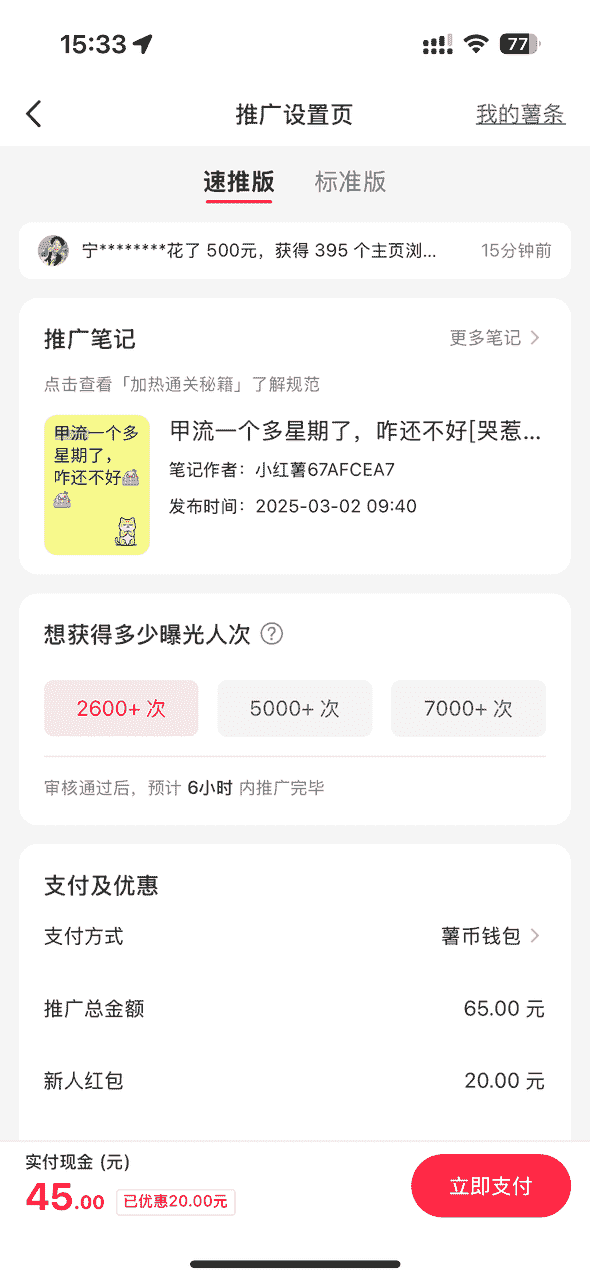 15:33
77
推广设置页
我的薯条
速推版
标准版
宁********花了 500元，获得 395 个主页浏...
15分钟前
推广笔记
更多笔记
点击查看「加热通关秘籍」了解规范
甲流一个多
星期了，
咋还不好
甲流一个多星期了，咋还不好[哭惹...
笔记作者：小红薯67AFCEA7
发布时间：2025-03-02 09:40
想获得多少曝光人次
2600+ 次
5000+ 次
7000+ 次
审核通过后，预计 6小时 内推广完毕
支付及优惠
支付方式
薯币钱包
推广总金额
65.00 元
新人红包
20.00 元
实付现金 (元)
45.00
已优惠20.00元
立即支付